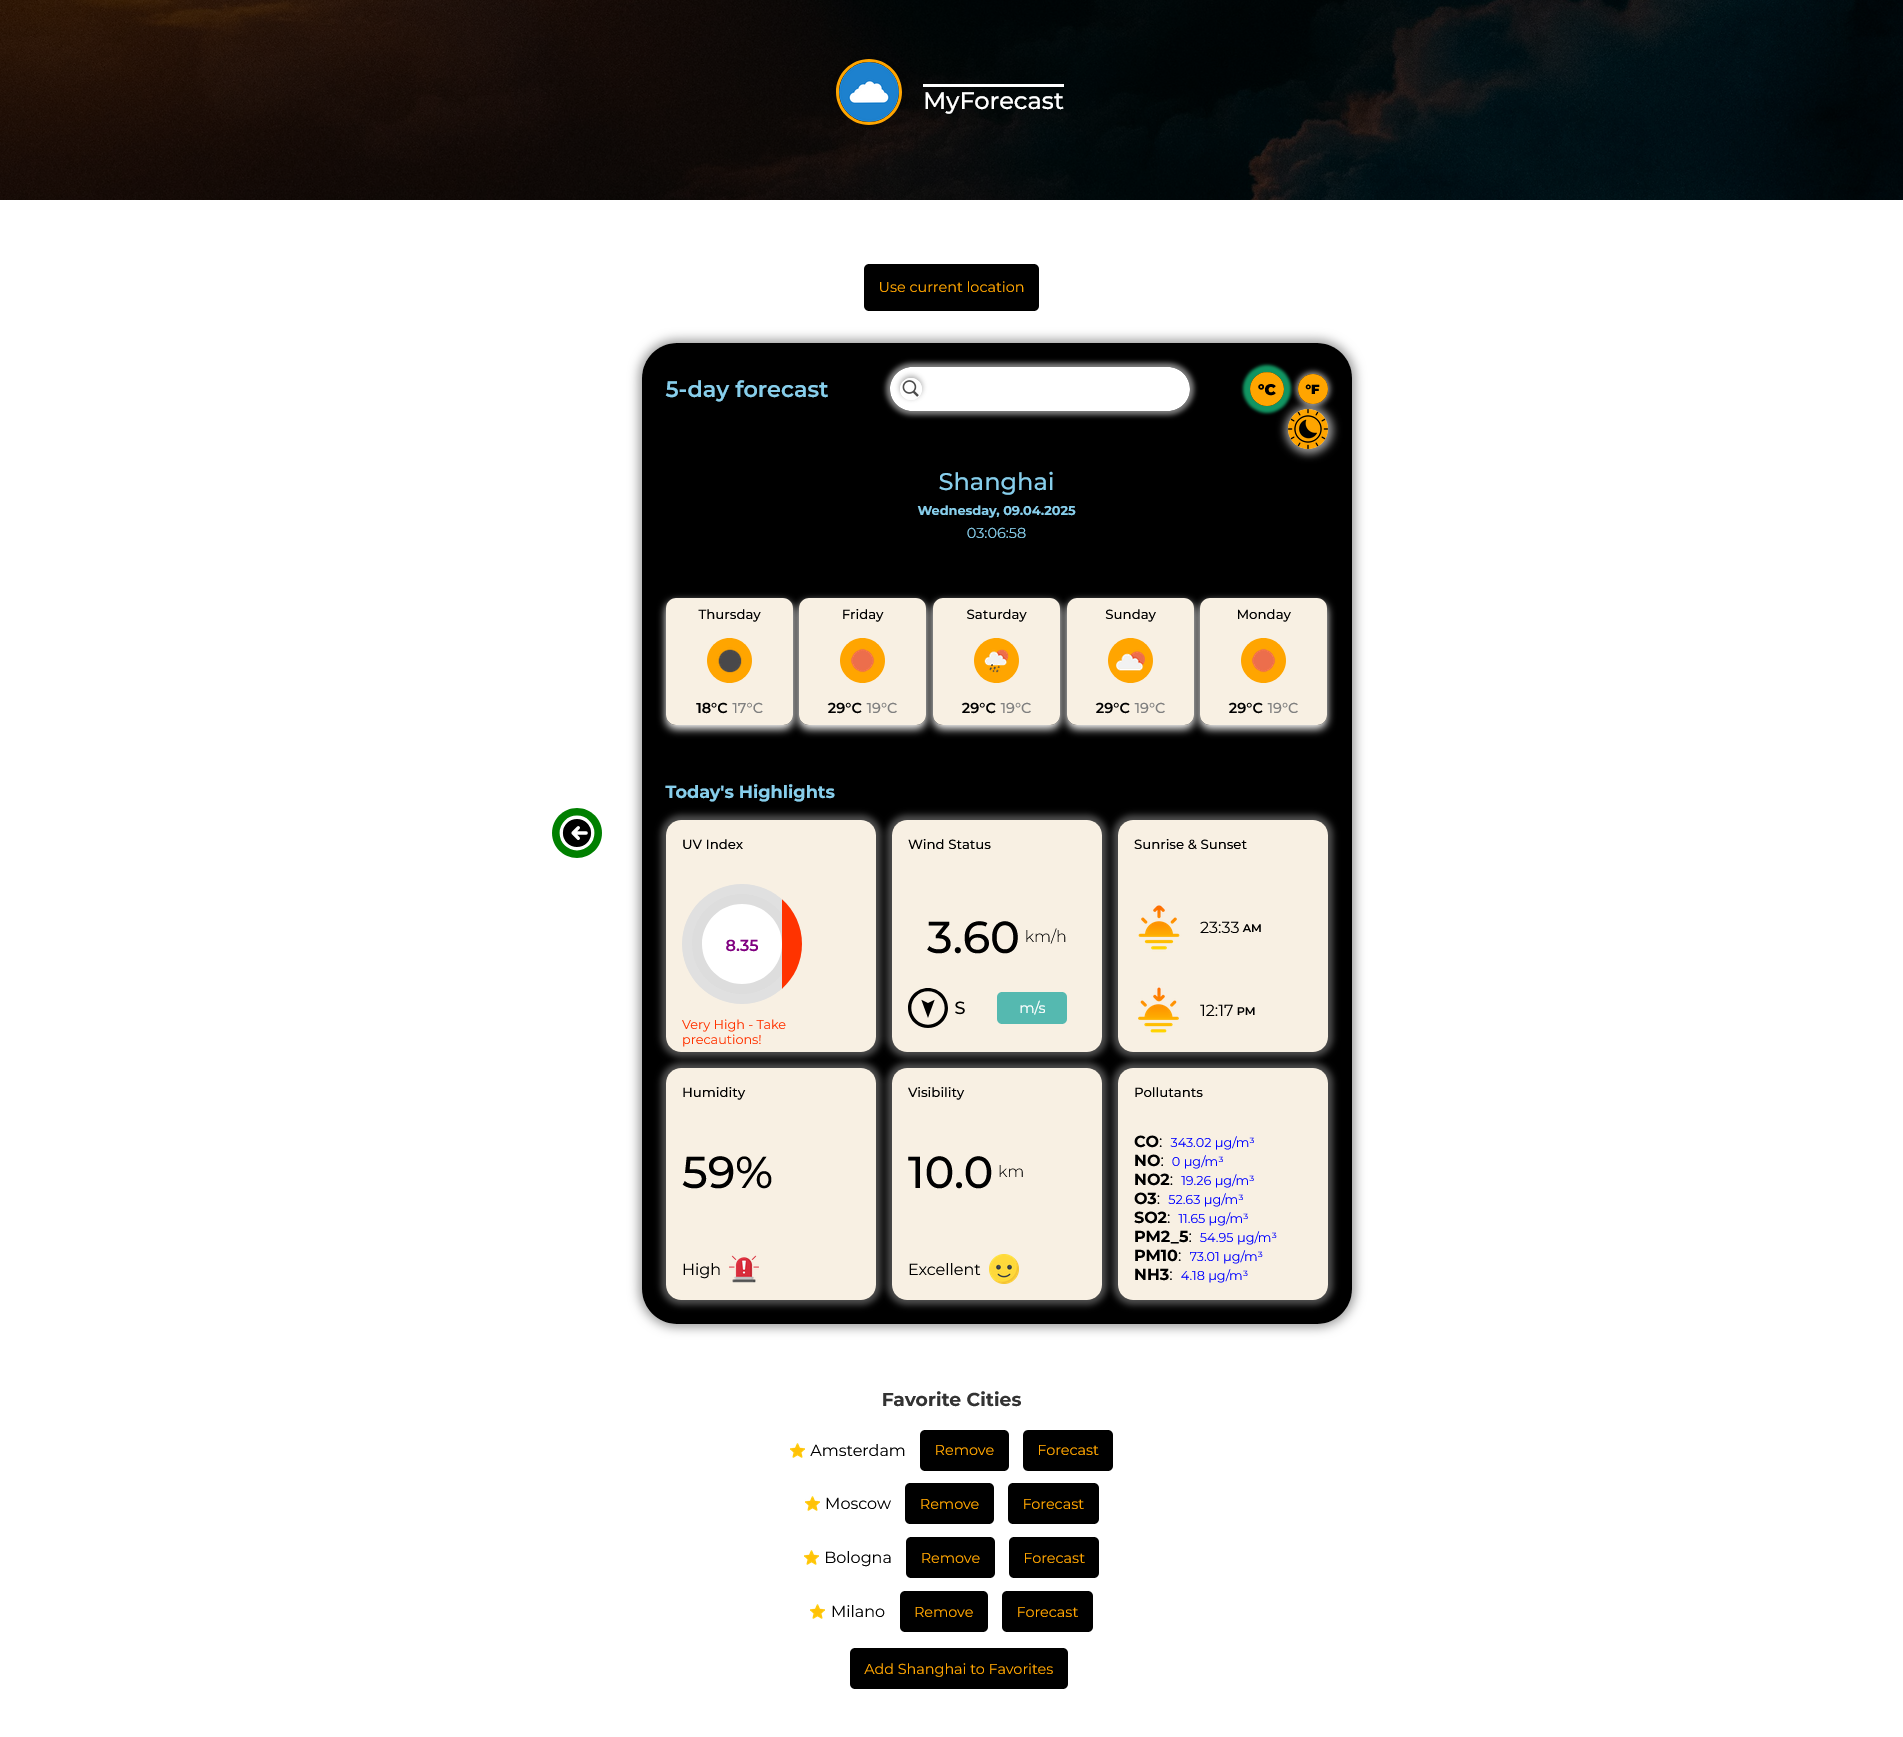 MyForecast
Use current location
5-day forecast
°C
°F
Shanghai
Wednesday, 09.04.2025
03:06:58
Thursday
18°C 17°C
Friday
29°C 19°C
Saturday
29°C 19°C
Sunday
29°C 19°C
Monday
29°C 19°C
Today's Highlights
UV Index
8.35
Very High - Take
precautions!
Wind Status
3.60 km/h
S
m/s
Sunrise & Sunset
23:33 AM
12:17 PM
Humidity
59%
High
Visibility
10.0 km
Excellent
Pollutants
CO: 343.02 µg/m³
NO: 0 µg/m³
NO2: 19.26 µg/m³
O3: 52.63 µg/m³
SO2: 11.65 µg/m³
PM2_5: 54.95 µg/m³
PM10: 73.01 µg/m³
NH3: 4.18 µg/m³
Favorite Cities
Amsterdam Remove Forecast
Moscow Remove Forecast
Bologna Remove Forecast
Milano Remove Forecast
Add Shanghai to Favorites